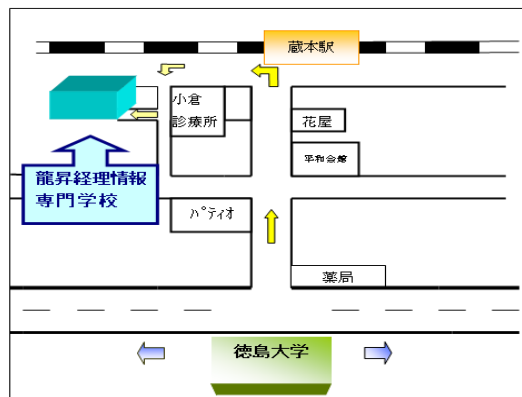 蔵本駅
小倉
診療所
花屋
平和会館
龍昇経理情報
専門学校
パティオ
薬局
徳島大学